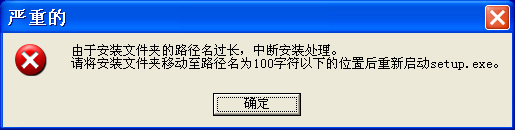 严重的
由于安装文件夹的路径名过长，中断安装处理。
请将安装文件夹移动至路径名为100字符以下的位置后重新启动setup.exe。
确定